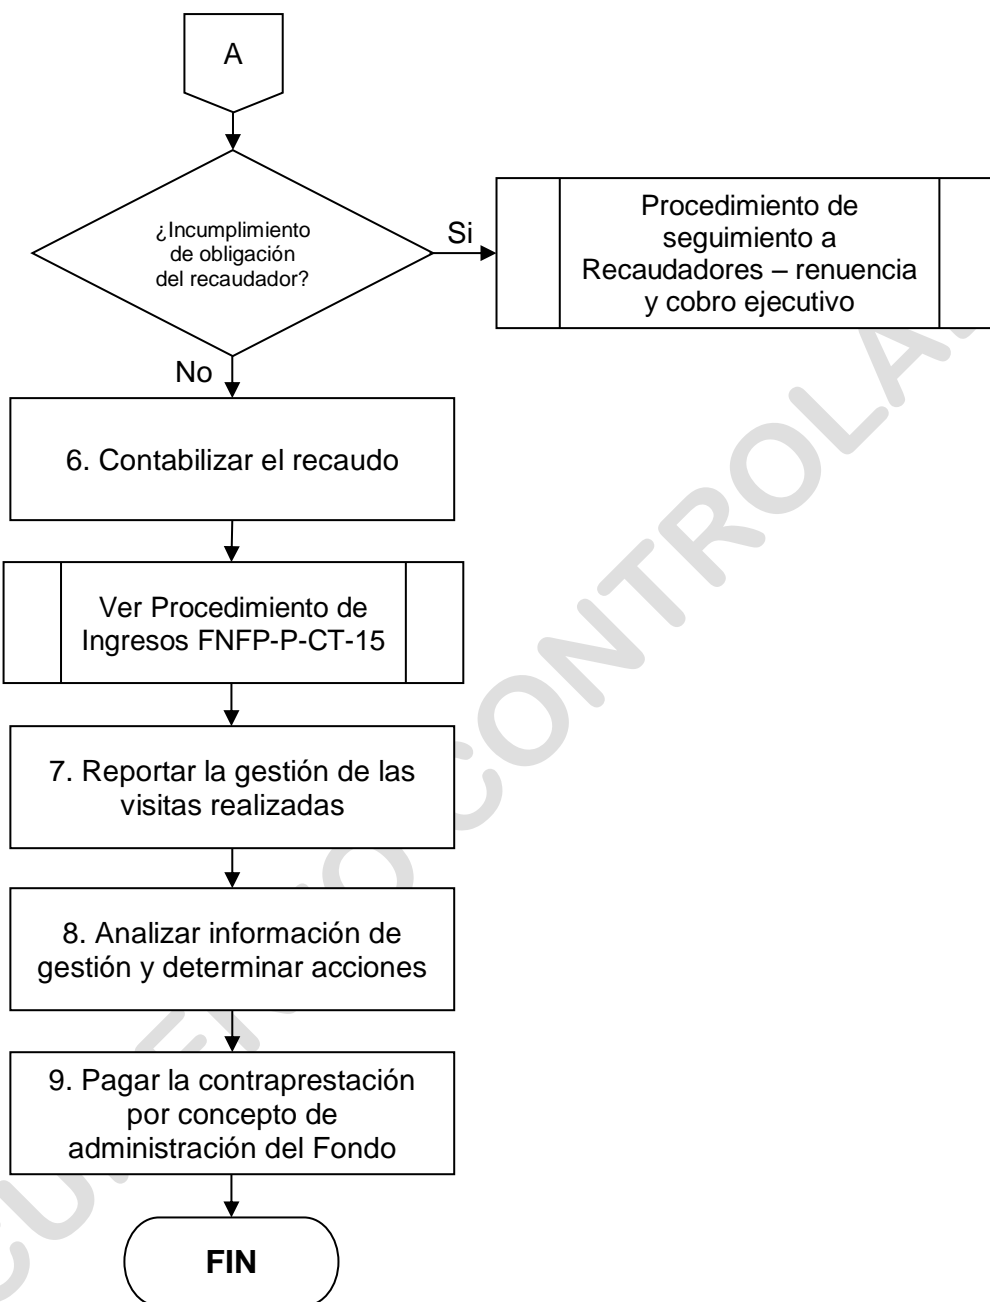 A
¿Incumplimiento
de obligación
del recaudador?
Si
Procedimiento de
seguimiento a
Recaudadores – renuencia
y cobro ejecutivo
No
6. Contabilizar el recaudo
Ver Procedimiento de
Ingresos FNFP-P-CT-15
7. Reportar la gestión de las
visitas realizadas
8. Analizar información de
gestión y determinar acciones
9. Pagar la contraprestación
por concepto de
administración del Fondo
FIN